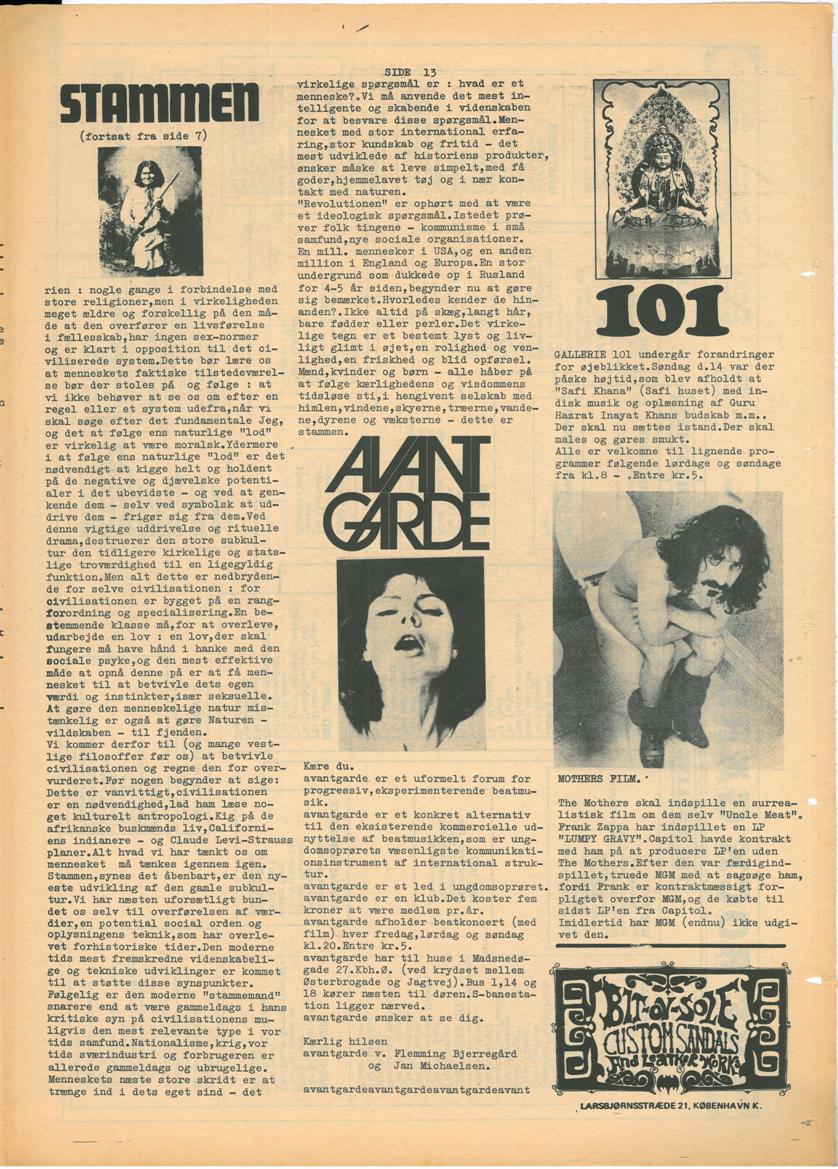 SIDE 13
STAMMEN
(fortsat fra side 7)
rien : nogle gange i forbindelse med
store religioner,men i virkeligheden
meget ældre og forskellig på den må-
de at den overfører en livsførelse
i fællesskab,har ingen sex-normer
og er klart i opposition til det ci-
viliserede system.Dette bør lære os
at menneskets faktiske tilstedeværel-
se bør der stoles på og følge : at
vi ikke behøver at se os om efter en
regel eller et system udefra,når vi
skal søge efter det fundamentale Jeg,
og det at følge ens naturlige "lod"
er virkelig at være moralsk.Ydermere
i at følge ens naturlige "lod" er det
nødvendigt at kigge helt og holdent
på de negative og djævelske potenti-
aler i det ubevidste - og ved at gen-
kende dem - selv ved symbolsk at ud-
drive dem - frigør sig fra dem.Ved
denne vigtige uddrivelse og rituelle
drama,destruerer den store subkul-
tur den tidligere kirkelige og stats-
lige troværdighed til en ligegyldig
funktion.Men alt dette er nedbryden-
de for selve civilisationen : for
civilisationen er bygget på en rang-
forordning og specialisering.En be-
stemmende klasse må,for at overleve,
udarbejde en lov : en lov,der skal
fungere må have hånd i hanke med den
sociale psyke,og den mest effektive
måde at opnå denne på er at få men-
nesket til at betvivle dets egen
værdi og instinkter,især seksuelle.
At gøre den menneskelige natur mis-
tænkelig er også at gøre Naturen -
vildskaben - til fjenden.
Vi kommer derfor til (og mange vest-
lige filosoffer før os) at betvivle
civilisationen og regne den for over-
vurderet.Før nogen begynder at sige:
Dette er vanvittigt,civilisationen
er en nødvendighed,lad ham læse no-
get kulturelt antropologi.Kig på de
afrikanske buskmænds liv,Californi-
ens indianere - og Claude Levi-Strauss
planer.Alt hvad vi har tænkt os om
mennesket må tænkes igennem igen.
Stammen,synes det åbenbart,er den ny-
este udvikling af den gamle subkul-
tur.Vi har næsten uforsætligt bun-
det os selv til overførelsen af vær-
dier,en potential social orden og
oplysningens teknik,som har overle-
vet forhistoriske tider.Den moderne
tids mest fremskredne videnskabeli-
ge og tekniske udviklinger er kommet
til at støtte disse synspunkter.
Følgelig er den moderne "stammemand"
snarere end at være gammeldags i hans
kritiske syn på civilisationens mu-
ligvis den mest relevante type i vor
tids samfund.Nationalisme,krig,vor
tids sværindustri og forbrugeren er
allerede gammeldags og ubrugelige.
Menneskets næste store skridt er at
trænge ind i dets eget sind - det
virkelige spørgsmål er : hvad er et
menneske?.Vi må anvende det mest in-
telligente og skabende i videnskaben
for at besvare disse spørgsmål.Men-
nesket med stor international erfa-
ring,stor kundskab og fritid - det
mest udviklede af historiens produkter,
ønsker måske at leve simpelt,med få
goder,hjemmelavet tøj og i nær kon-
takt med naturen.
"Revolutionen" er ophørt med at være
et ideologisk spørgsmål.Istedet prø-
ver folk tingene - kommunisme i små
samfund,nye sociale organisationer.
En mill. mennesker i USA,og en anden
million i England og Europa.En stor
undergrund som dukkede op i Rusland
for 4-5 år siden,begynder nu at gøre
sig bemærket.Hvorledes kender de hin-
anden?.Ikke altid på skæg,langt hår,
bare fødder eller perler.Det virke-
lige tegn er et bestemt lyst og liv-
ligt glimt i øjet,en rolighed og ven-
lighed,en friskhed og blid opførsel.
Mænd,kvinder og børn - alle håber på
at følge kærlighedens og visdommens
tidsløse sti,i hengivent selskab med
himlen,vindene,skyerne,træerne,vande-
ne,dyrene og væksterne - dette er
stammen.
AVANT
GARDE
Kære du.
avantgarde er et uformelt forum for
progressiv,eksperimenterende beatmu-
sik.
avantgarde er et konkret alternativ
til den eksisterende kommercielle ud-
nyttelse af beatmusikken,som er ung-
domsoprørets væsenligste kommunikati-
onsinstrument af international struk-
tur.
avantgarde er et led i ungdomsoprøret.
avantgarde er en klub.Det koster fem
kroner at være medlem pr.år.
avantgarde afholder beatkoncert (med
film) hver fredag,lørdag og søndag
kl.20.Entre kr.5.
avantgarde har til huse i Madsnedø-
gade 27.Kbh.Ø. (ved krydset mellem
Østerbrogade og Jagtvej).Bus 1,14 og
18 kører næsten til døren.S-banesta-
tion ligger nærved.
avantgarde ønsker at se dig.
Kærlig hilsen
avantgarde v. Flemming Bjerregård
og Jan Michaelsen.
avantgardeavantgardeavantgardeavant
101
GALLERIE 101 undergår forandringer
for øjeblikket.Søndag d.14 var der
påske højtid,som blev afholdt at
"Safi Khana" (Safi huset) med in-
disk musik og oplæsning af Guru
Hazrat Inayat Khans budskab m.m..
Der skal nu sættes istand.Der skal
males og gøres smukt.
Alle er velkomne til lignende pro-
grammer følgende lørdage og søndage
fra kl.8 - .Entre kr.5.
MOTHERS FILM.
The Mothers skal indspille en surrea-
listisk film om dem selv "Uncle Meat".
Frank Zappa har indspillet en LP
"LUMPY GRAVY".Capitol havde kontrakt
med ham på at producere LP'en uden
The Mothers.Efter den var færdigind-
spillet,truede MGM med at sagsøge ham,
fordi Frank er kontraktmæssigt for-
pligtet overfor MGM,og de købte til
sidst LP'en fra Capitol.
Imidlertid har MGM (endnu) ikke udgi-
vet den.
BIT-OV-SOLE
CUSTOM SANDALS
And LeATHeR WORKs
LARSBJØRNSSTRÆDE 21, KØBENHAVN K.